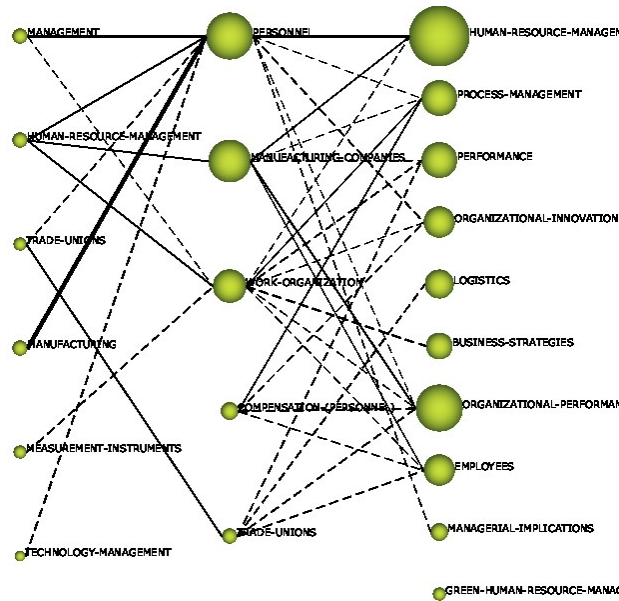 MANAGEMENT
HUMAN-RESOURCE-MANAGEMENT
TRADE-UNIONS
MANUFACTURING
MEASUREMENT-INSTRUMENTS
TECHNOLOGY-MANAGEMENT
PERSONNEL
MANUFACTURING-COMPANIES
WORK-ORGANIZATION
COMPENSATION-(PERSONNEL)
TRADE-UNIONS
HUMAN-RESOURCE-MANAGEM
PROCESS-MANAGEMENT
PERFORMANCE
ORGANIZATIONAL-INNOVATION
LOGISTICS
BUSINESS-STRATEGIES
ORGANIZATIONAL-PERFORMAN
EMPLOYEES
MANAGERIAL-IMPLICATIONS
GREEN-HUMAN-RESOURCE-MANAG